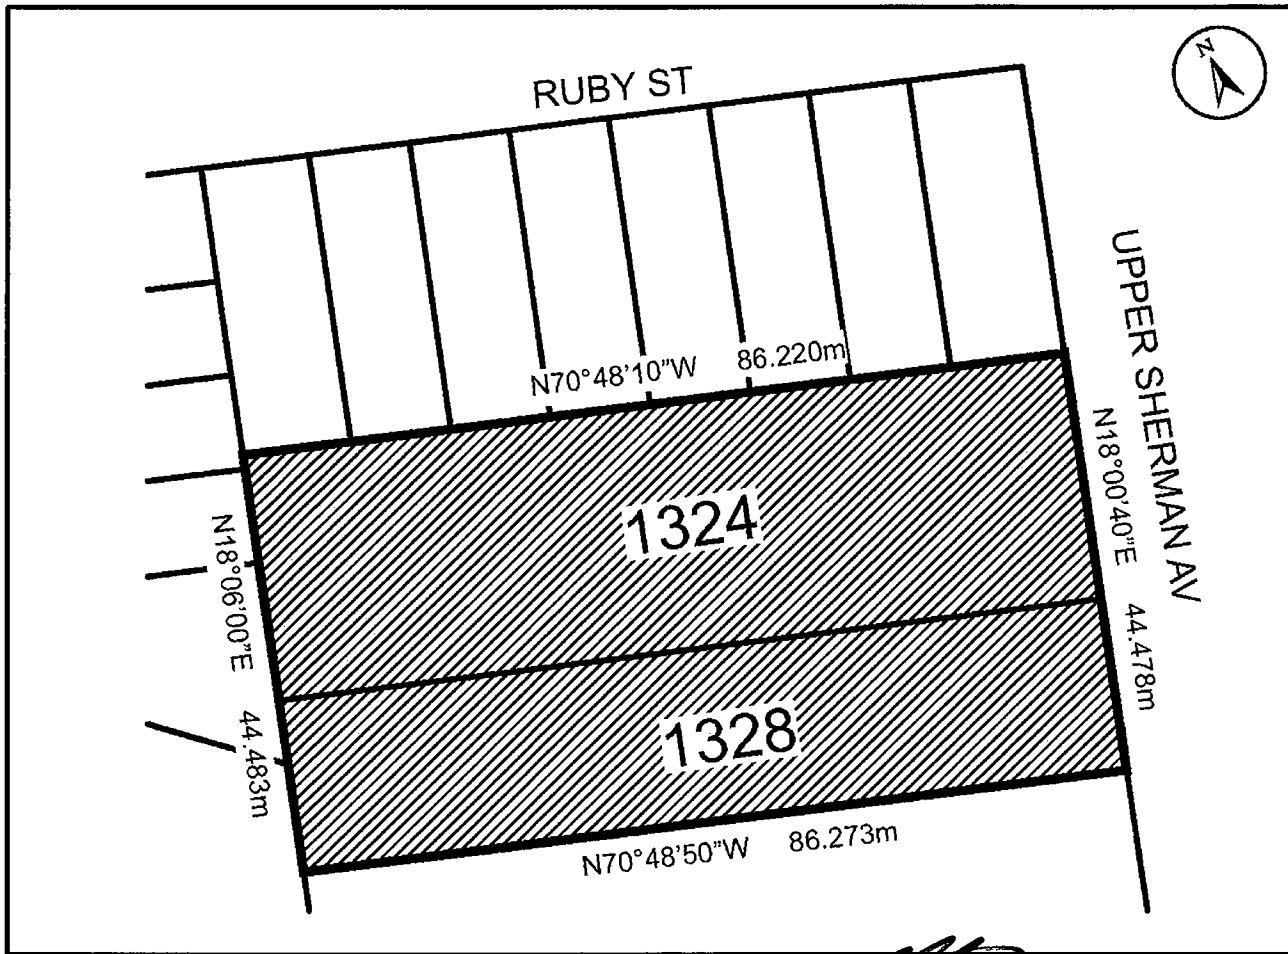 N
RUBY ST
UPPER SHERMAN AV
N70°48'10"W 86.220m
N18°00'40"E 44.478m
1324
N18°06'00"E 44.483m
1328
N70°48'50"W 86.273m